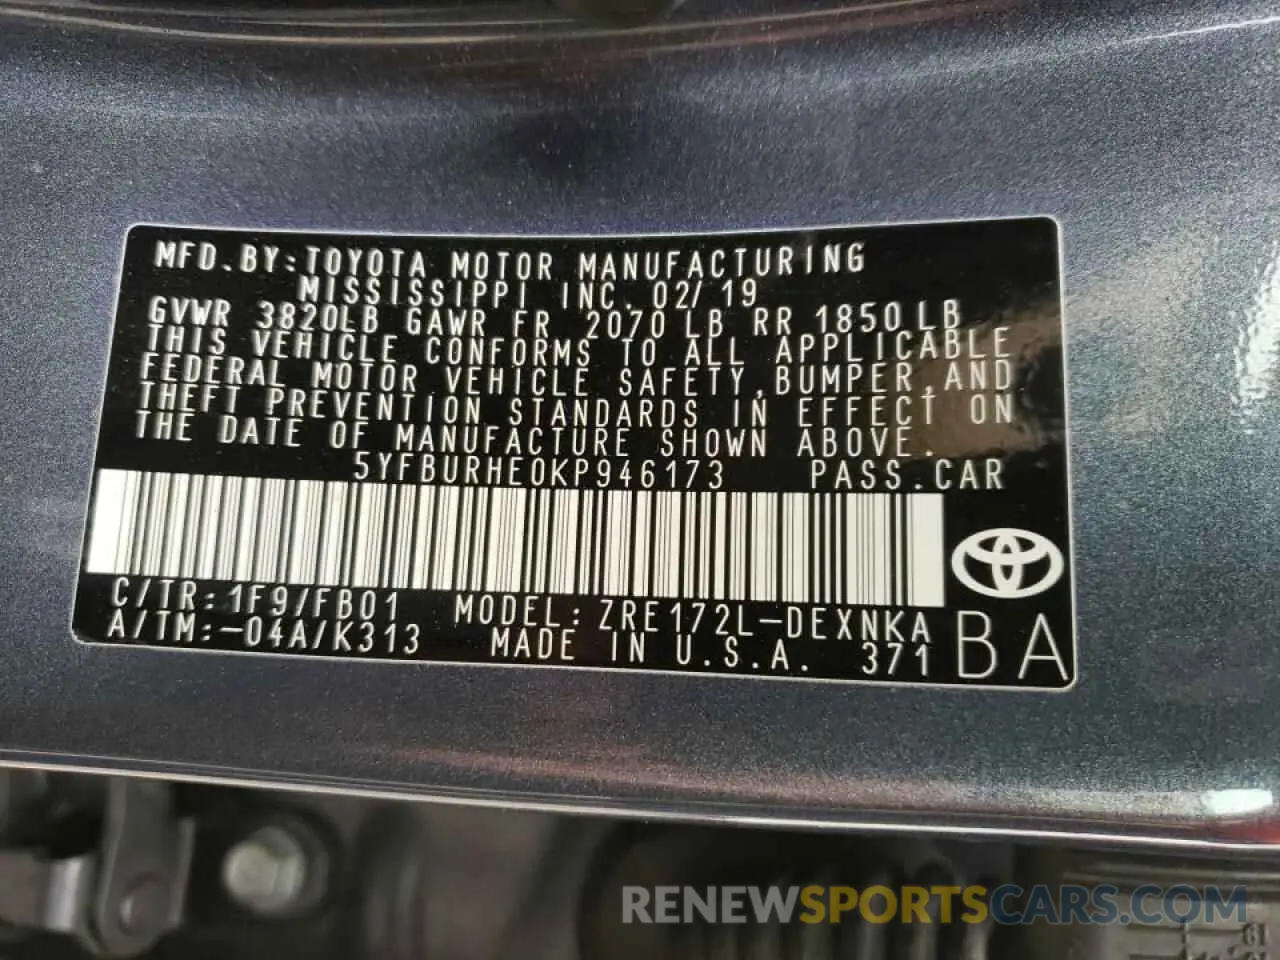 MFD.BY:TOYOTA MOTOR MANUFACTURING
MISSISSIPPI INC. 02/19
GVWR 3820LB GAWR FR 2070 LB RR 1850 LB
THIS VEHICLE CONFORMS TO ALL APPLICABLE
FEDERAL MOTOR VEHICLE SAFETY,BUMPER,AND
THEFT PREVENTION STANDARDS IN EFFECT ON
THE DATE OF MANUFACTURE SHOWN ABOVE.
5YFBURHE0KP946173 PASS.CAR
C/TR:1F9/FB01 MODEL:ZRE172L-DEXNKA
A/TM:-04A/K313 MADE IN U.S.A. 371 BA
RENEWSPORTSCARS.COM